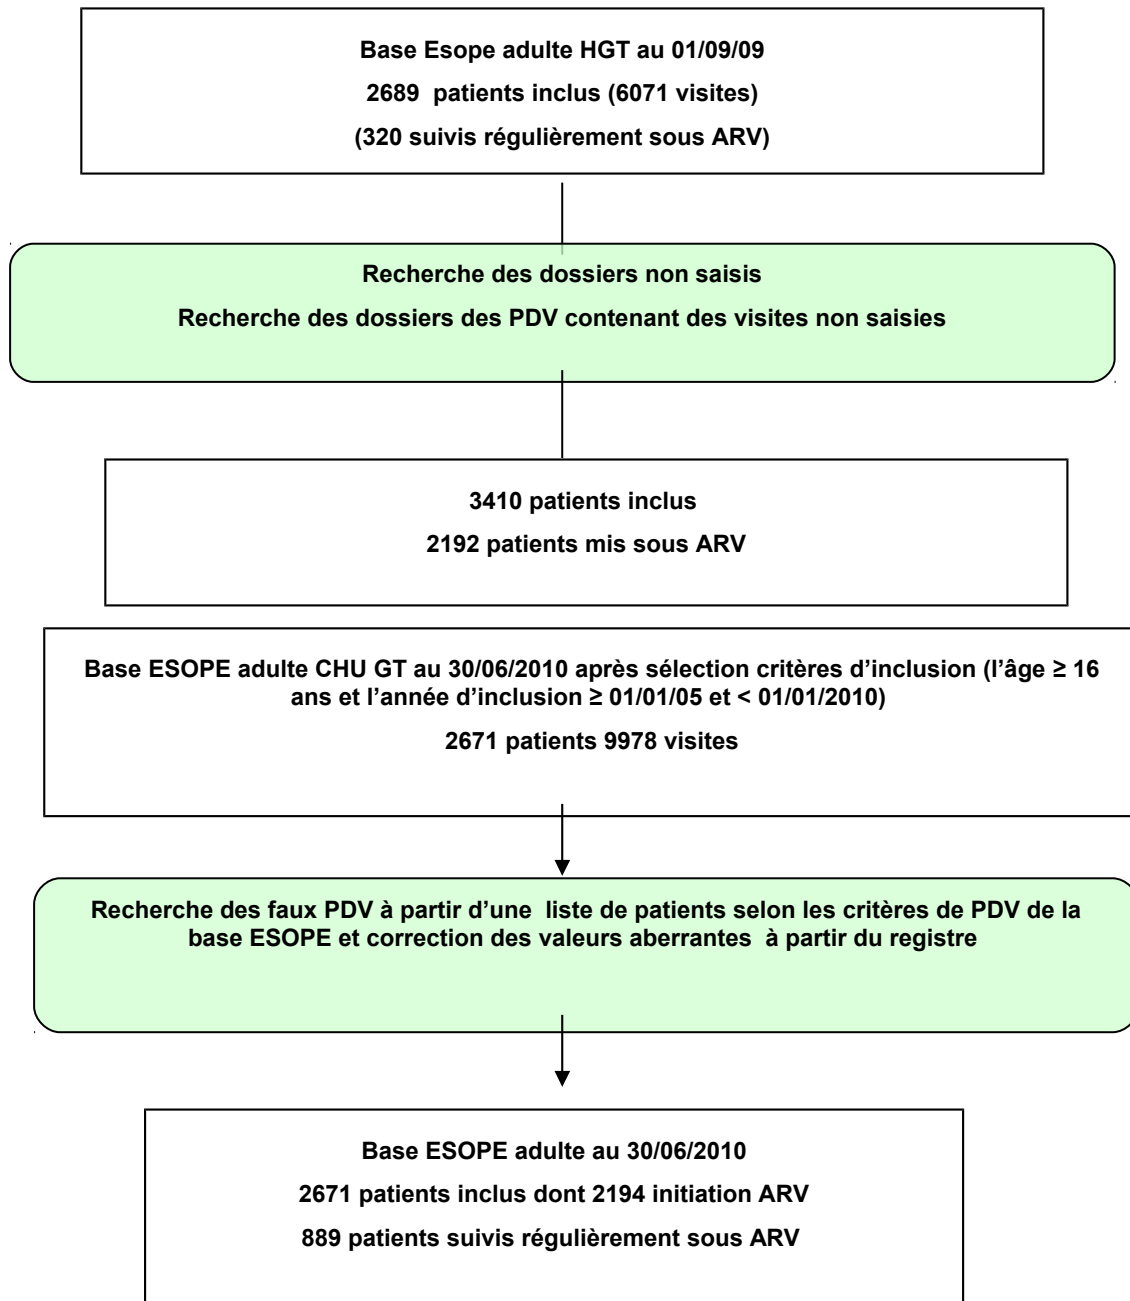 Base Esope adulte HGT au 01/09/09
2689 patients inclus (6071 visites)
(320 suivis régulièrement sous ARV)
Recherche des dossiers non saisis
Recherche des dossiers des PDV contenant des visites non saisies
3410 patients inclus
2192 patients mis sous ARV
Base ESOPE adulte CHU GT au 30/06/2010 après sélection critères d’inclusion (l’âge ≥ 16
ans et l’année d’inclusion ≥ 01/01/05 et < 01/01/2010)
2671 patients 9978 visites
Recherche des faux PDV à partir d’une liste de patients selon les critères de PDV de la
base ESOPE et correction des valeurs aberrantes à partir du registre
Base ESOPE adulte au 30/06/2010
2671 patients inclus dont 2194 initiation ARV
889 patients suivis régulièrement sous ARV